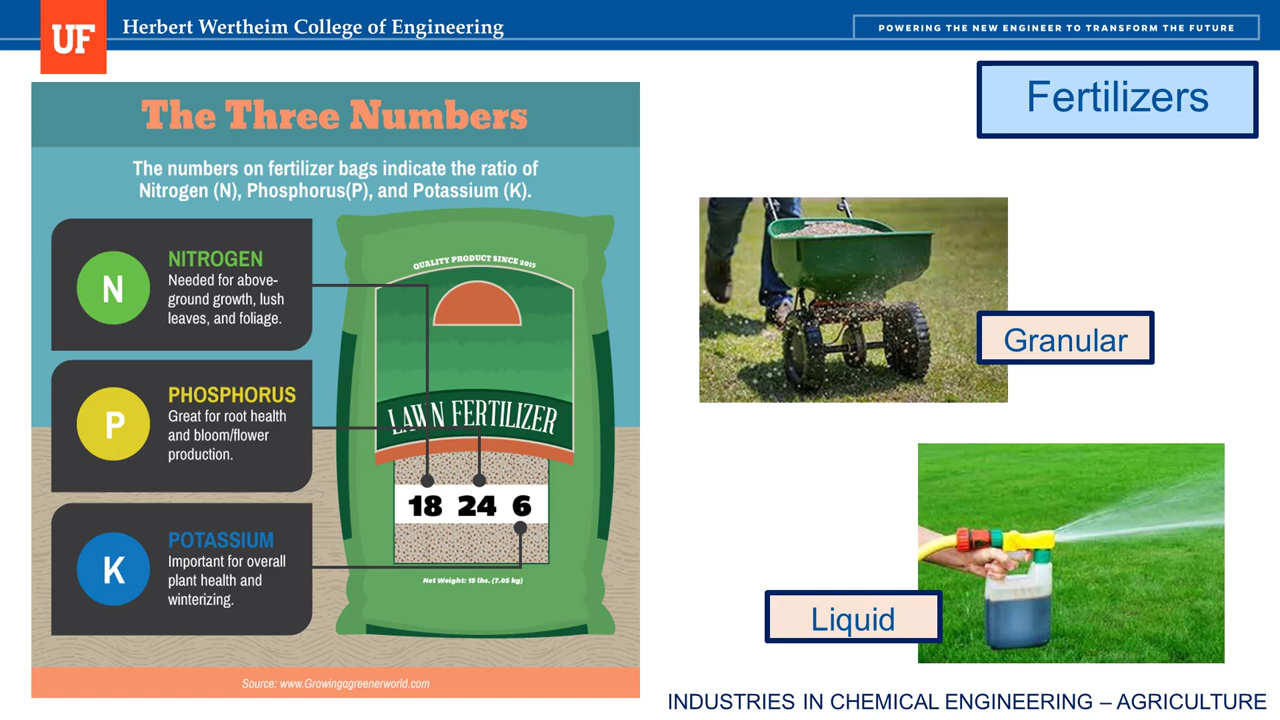 UF
Herbert Wertheim College of Engineering
POWERING THE NEW ENGINEER TO TRANSFORM THE FUTURE
Fertilizers
The Three Numbers
The numbers on fertilizer bags indicate the ratio of
Nitrogen (N), Phosphorus(P), and Potassium (K).
N
NITROGEN
Needed for above-
ground growth, lush
leaves, and foliage.
P
PHOSPHORUS
Great for root health
and bloom/flower
production.
K
POTASSIUM
Important for overall
plant health and
winterizing.
QUALITY PRODUCT SINCE 2015
LAWN FERTILIZER
18 24 6
Net Weight: 15 lbs. (7.05 kg)
Source: www.Growingagreenerworld.com
Granular
Liquid
INDUSTRIES IN CHEMICAL ENGINEERING – AGRICULTURE